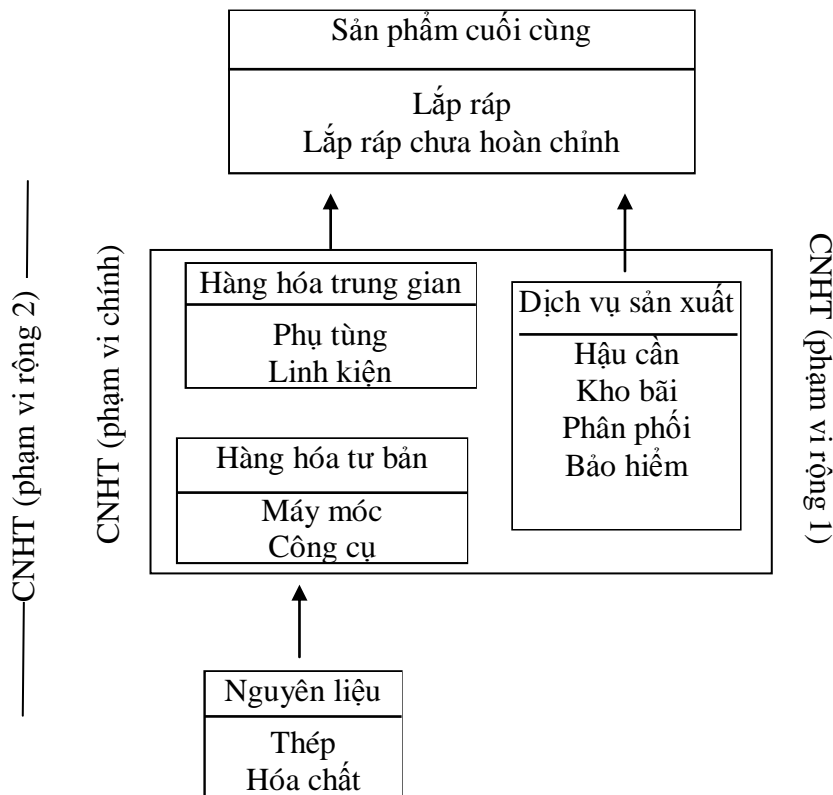 Sản phẩm cuối cùng
Lắp ráp
Lắp ráp chưa hoàn chỉnh
CNHT (phạm vi rộng 2)
CNHT (phạm vi chính)
Hàng hóa trung gian
Phụ tùng
Linh kiện
Hàng hóa tư bản
Máy móc
Công cụ
Dịch vụ sản xuất
Hậu cần
Kho bãi
Phân phối
Bảo hiểm
CNHT (phạm vi rộng 1)
Nguyên liệu
Thép
Hóa chất